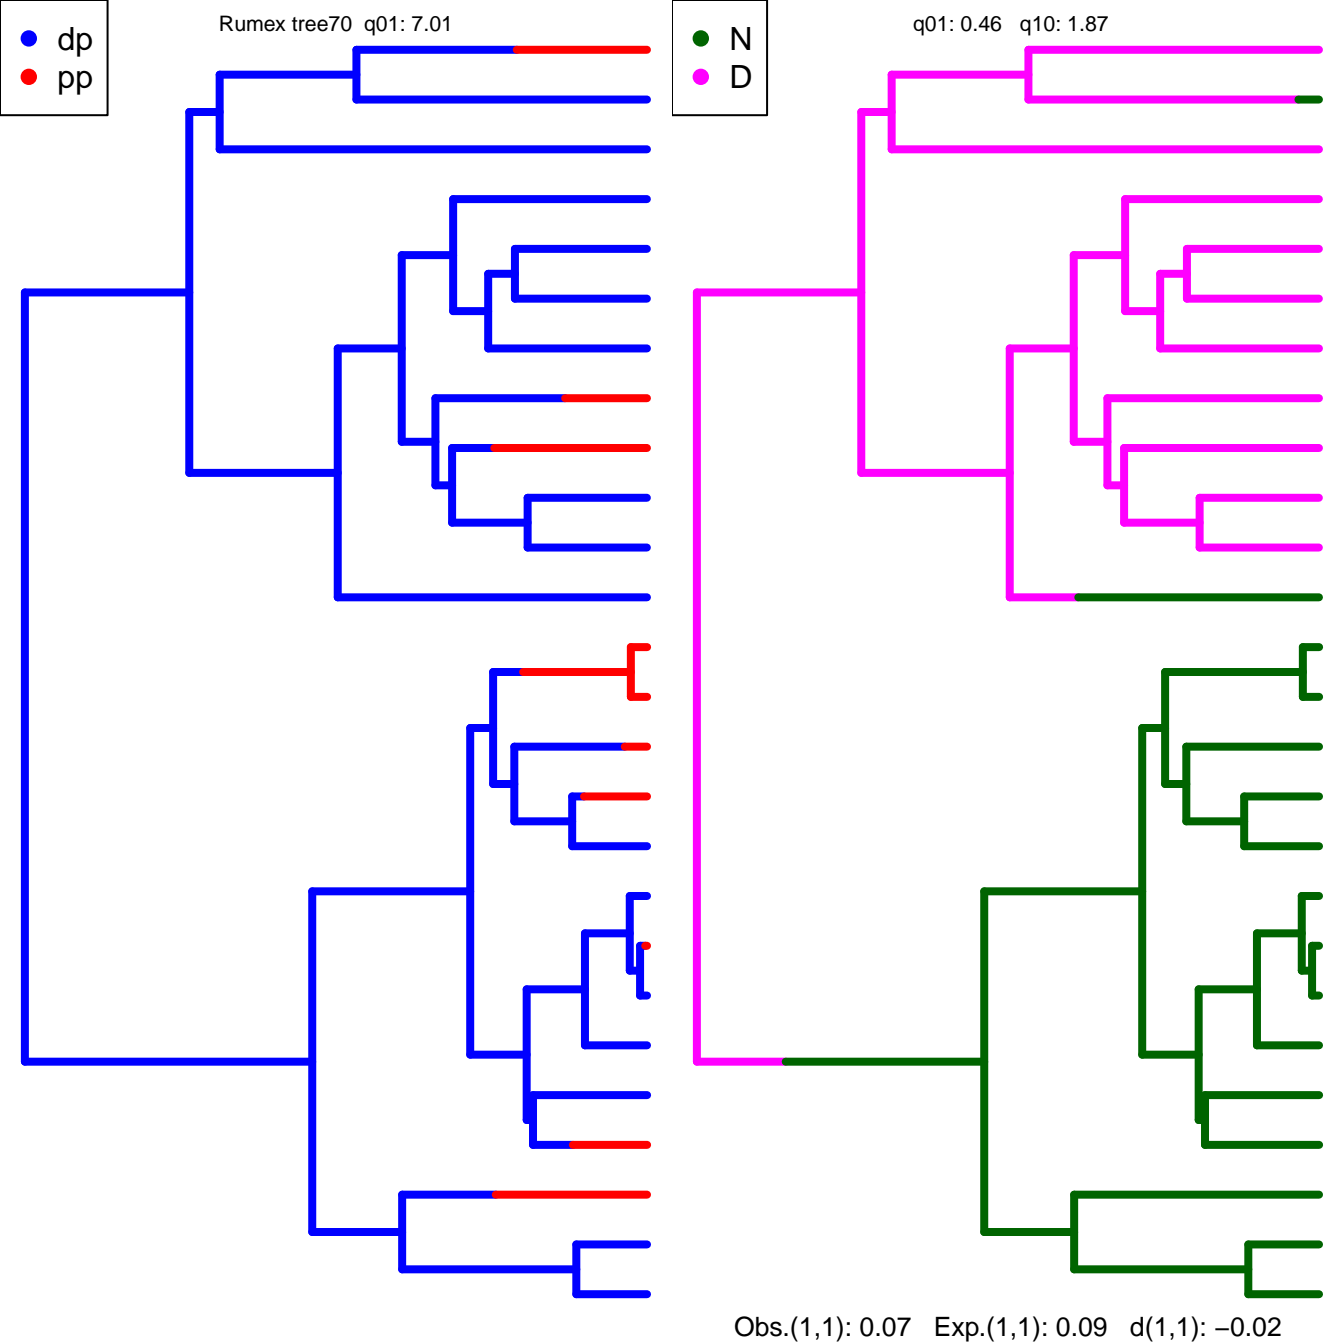 Rumex tree70 q01: 7.01
dp
pp
q01: 0.46 q10: 1.87
N
D
Obs.(1,1): 0.07 Exp.(1,1): 0.09 d(1,1): −0.02